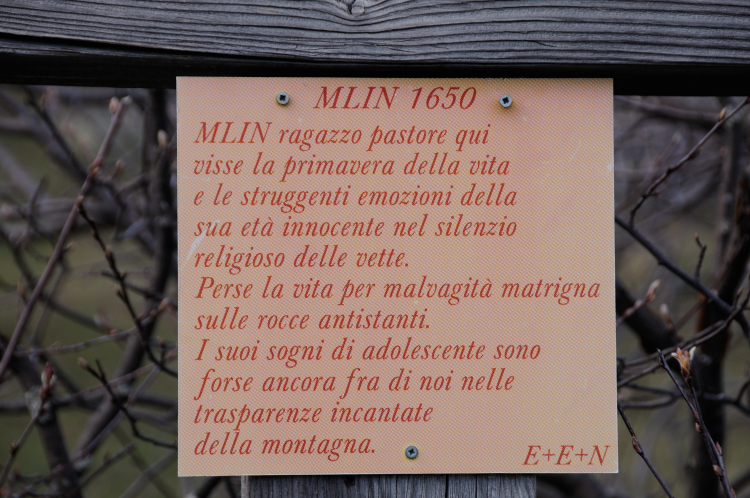 MLIN 1650
MLIN ragazzo pastore qui
visse la primavera della vita
e le struggenti emozioni della
sua età innocente nel silenzio
religioso delle vette.
Perse la vita per malvagità matrigna
sulle rocce antistanti.
I suoi sogni di adolescente sono
forse ancora fra di noi nelle
trasparenze incantate
della montagna.
E+E+N